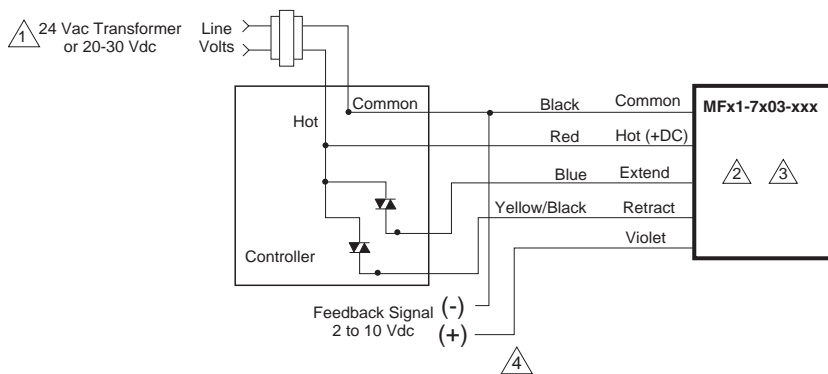 1
24 Vac Transformer
or 20-30 Vdc
Line
Volts
Common
Hot
Controller
Black Common
Red Hot (+DC)
Blue Extend
Yellow/Black Retract
Violet
MFx1-7x03-xxx
2 3
Feedback Signal
2 to 10 Vdc
(-)
(+)
4